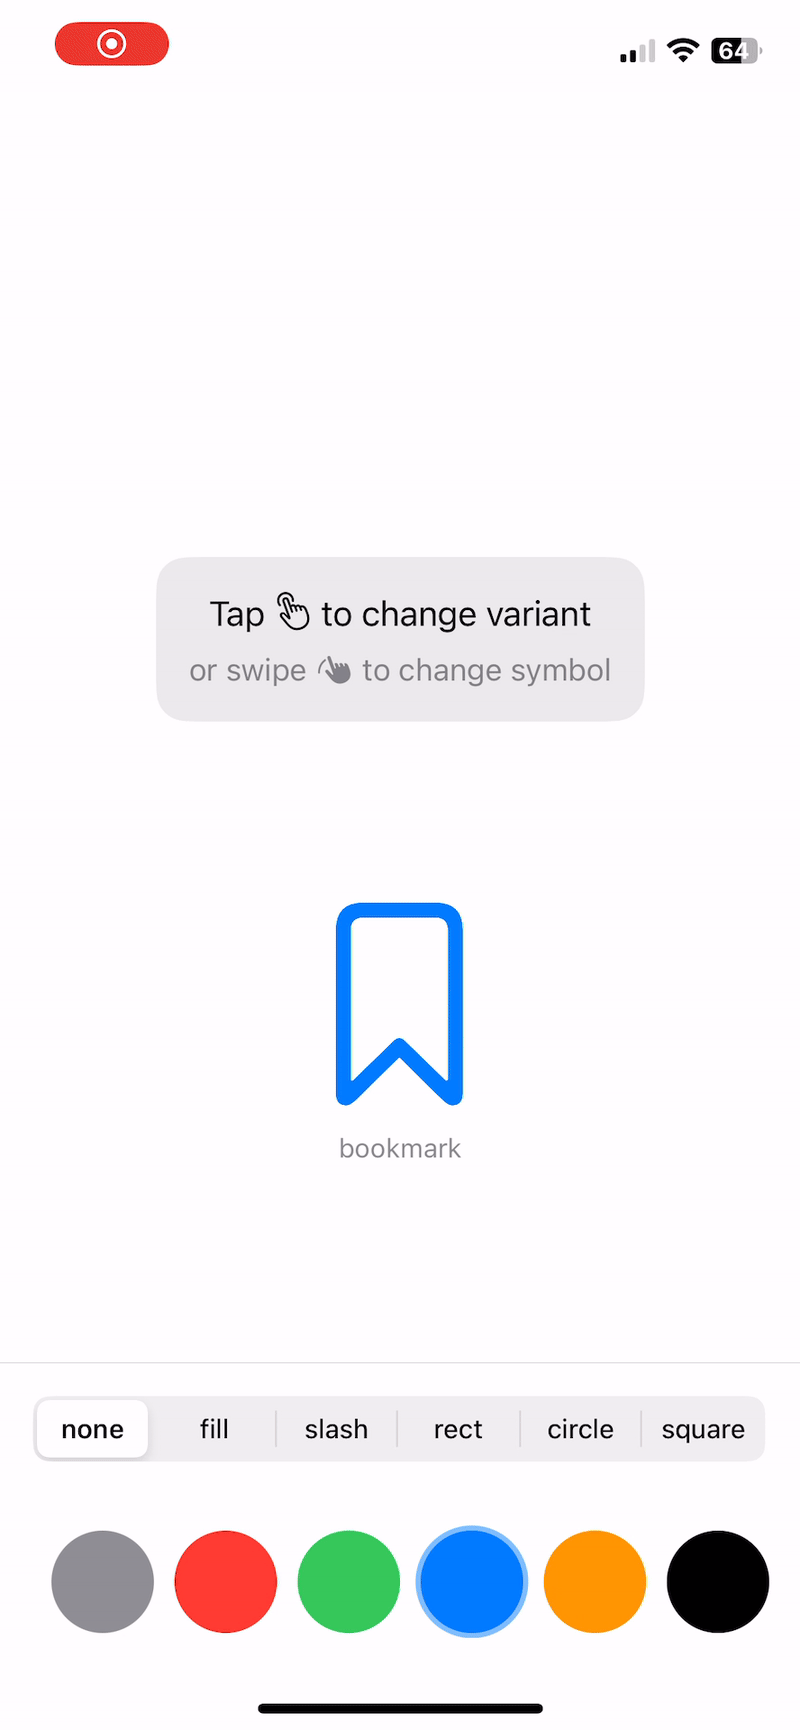 64
Tap to change variant
or swipe to change symbol
bookmark
none fill slash rect circle square